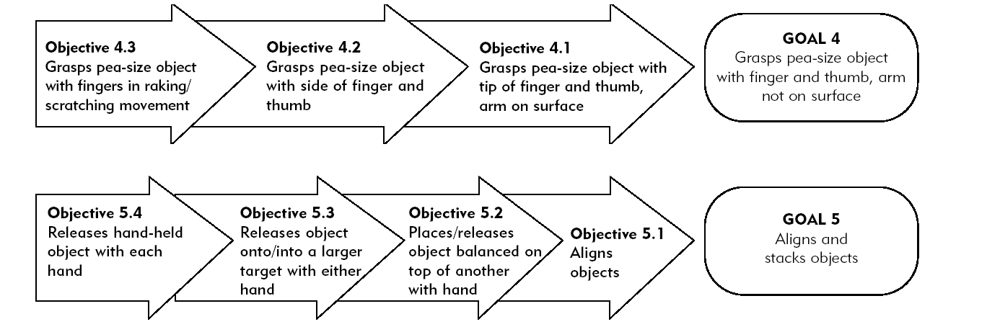 Objective 4.3
Grasps pea-size object
with fingers in raking/
scratching movement
Objective 4.2
Grasps pea-size object
with side of finger and
thumb
Objective 4.1
Grasps pea-size object with
tip of finger and thumb,
arm on surface
GOAL 4
Grasps pea-size object
with finger and thumb, arm
not on surface
Objective 5.4
Releases hand-held
object with each
hand
Objective 5.3
Releases object
onto/into a larger
target with either
hand
Objective 5.2
Places/releases
object balanced on
top of another
with hand
Objective 5.1
Aligns
objects
GOAL 5
Aligns and
stacks objects